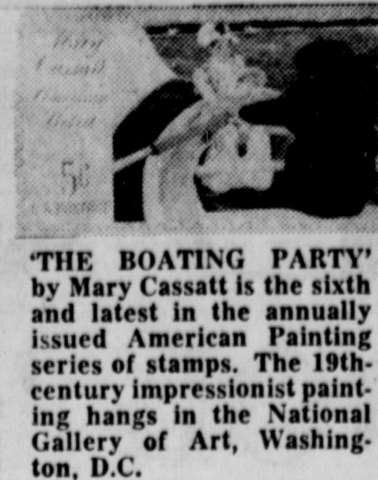 Mary
Cassatt
American
Artist
5c
'THE BOATING PARTY'
by Mary Cassatt is the sixth
and latest in the annually
issued American Painting
series of stamps. The 19th-
century impressionist paint-
ing hangs in the National
Gallery of Art, Washing-
ton, D.C.